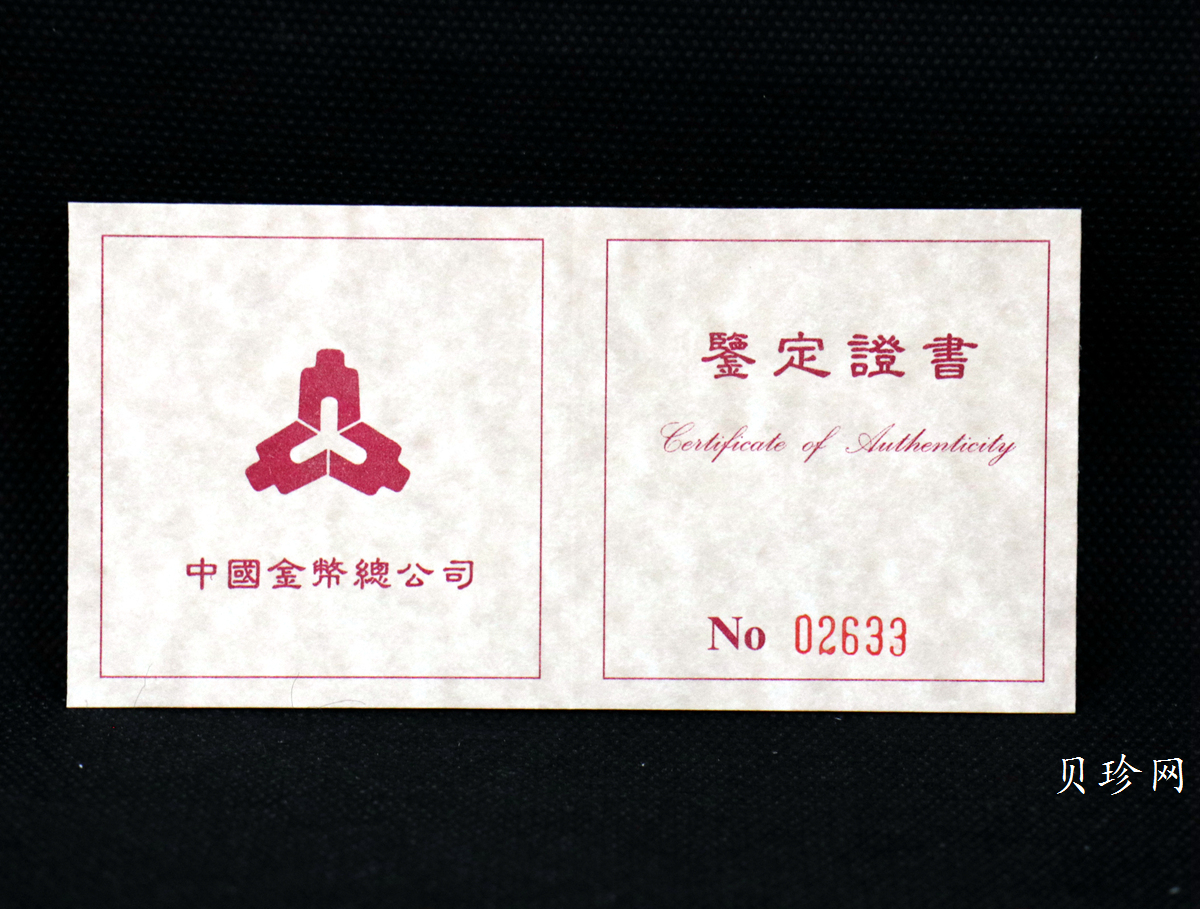 中國金幣總公司
鑒定證書
Certificate of Authenticity
No 02633
贝珍网